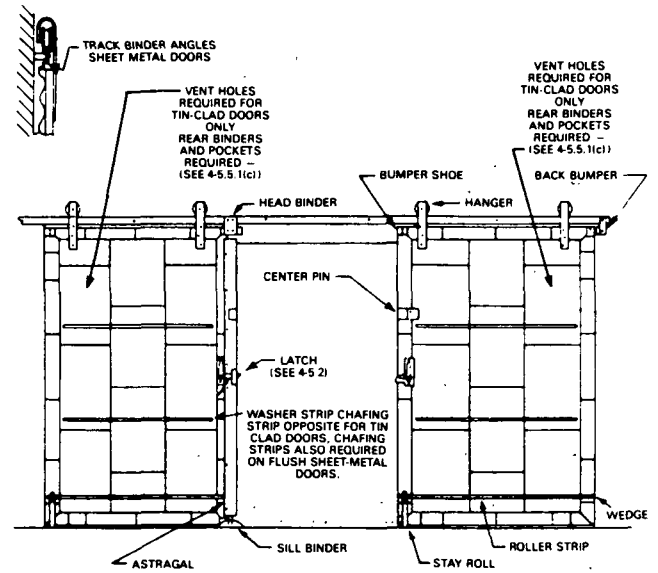 TRACK BINDER ANGLES
SHEET METAL DOORS
VENT HOLES
REQUIRED FOR
TIN-CLAD DOORS
ONLY
REAR BINDERS
AND POCKETS
REQUIRED –
(SEE 4-5.5.1(c))
VENT HOLES
REQUIRED FOR
TIN-CLAD DOORS
ONLY
REAR BINDERS
AND POCKETS
REQUIRED –
(SEE 4-5.5.1(c))
BUMPER SHOE
BACK BUMPER
HEAD BINDER
HANGER
CENTER PIN
LATCH
(SEE 4-5.2)
WASHER STRIP CHAFING
STRIP OPPOSITE FOR TIN
CLAD DOORS, CHAFING
STRIPS ALSO REQUIRED
ON FLUSH SHEET-METAL
DOORS.
WEDGE
SILL BINDER
ROLLER STRIP
ASTRAGAL
STAY ROLL